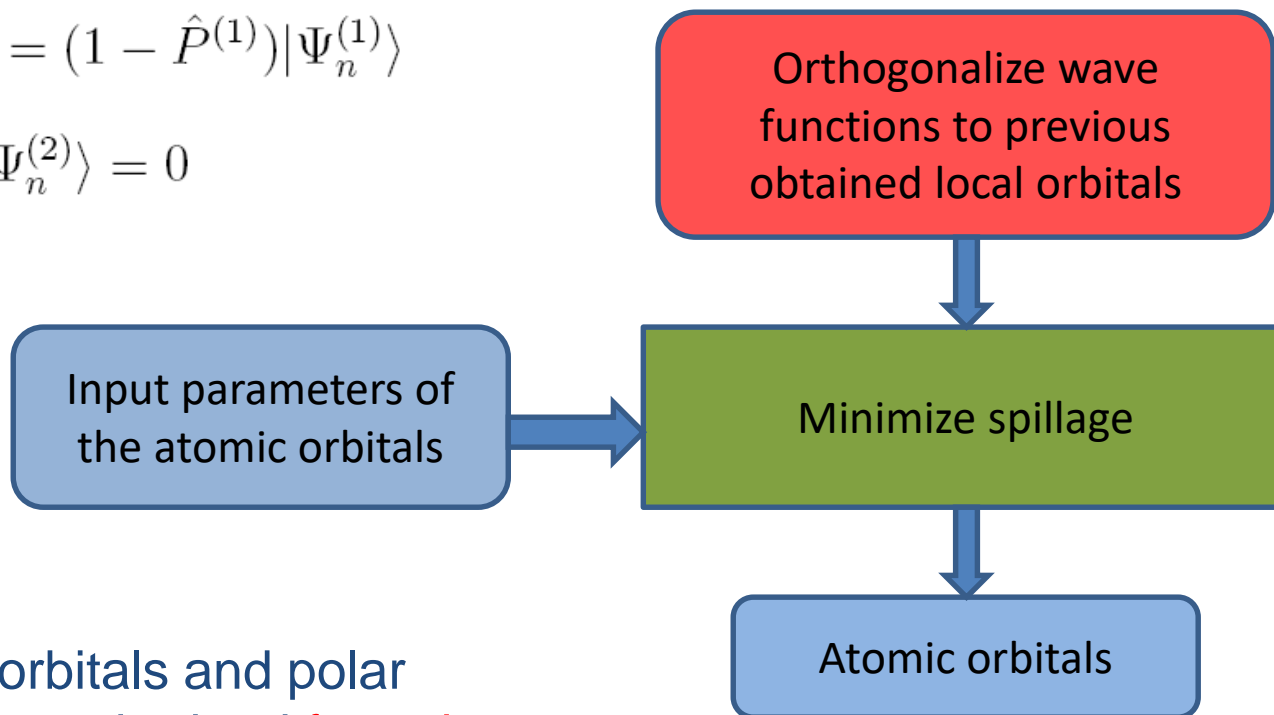 = (1 − P̂^{(1)})|Ψ_n^{(1)}⟩
Ψ_n^{(2)}⟩ = 0
Orthogonalize wave
functions to previous
obtained local orbitals
Input parameters of
the atomic orbitals
Minimize spillage
Atomic orbitals
orbitals and polar